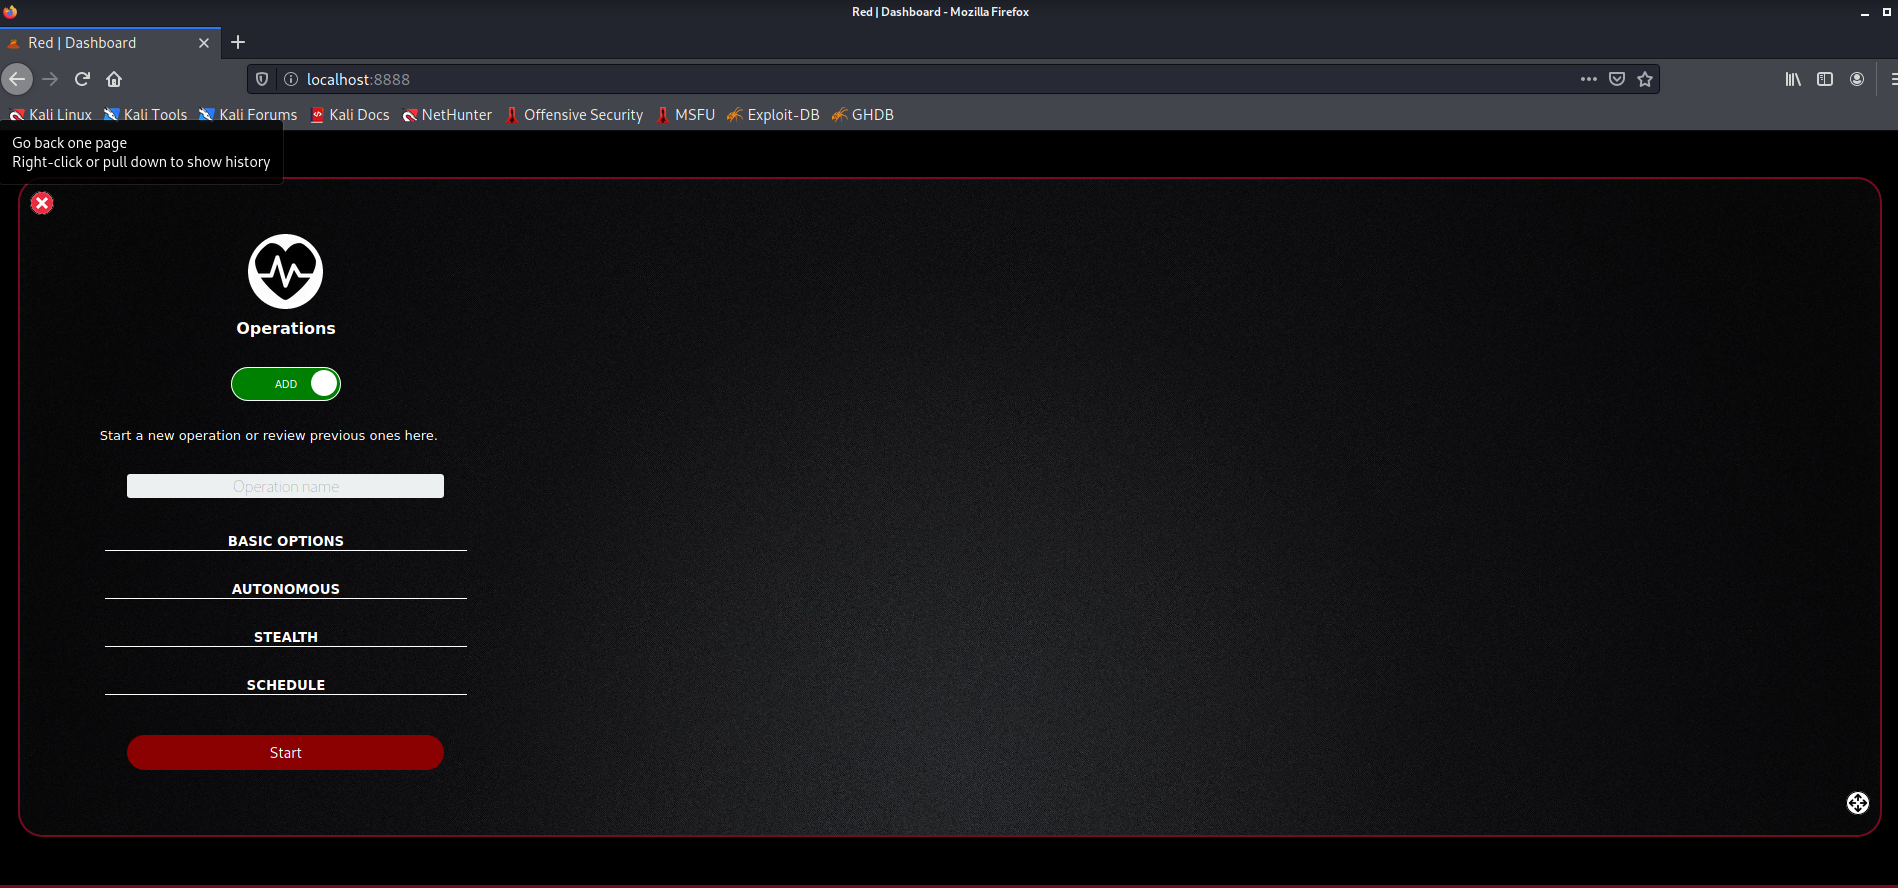 Red | Dashboard - Mozilla Firefox
Red | Dashboard
localhost:8888
Kali Linux Kali Tools Kali Forums Kali Docs NetHunter Offensive Security MSFU Exploit-DB GHDB
Go back one page
Right-click or pull down to show history
Operations
ADD
Start a new operation or review previous ones here.
Operation name
BASIC OPTIONS
AUTONOMOUS
STEALTH
SCHEDULE
Start